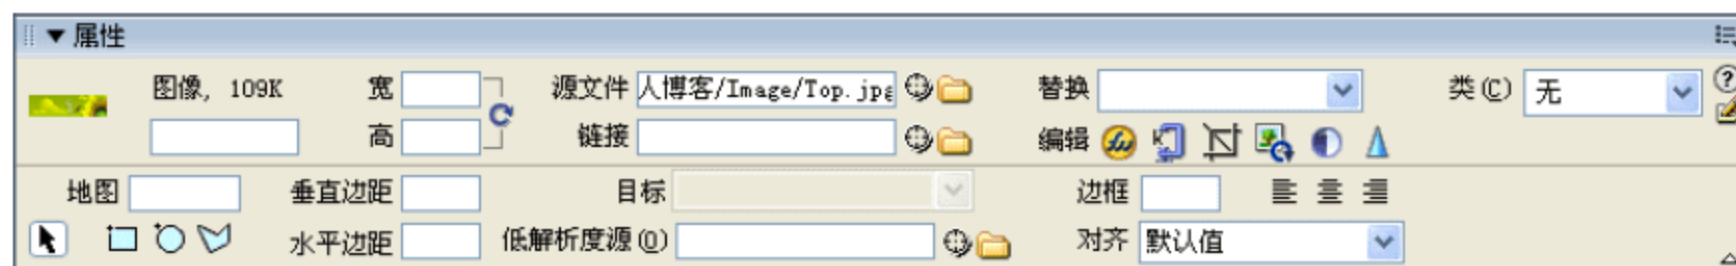 属性
图像, 109K 宽 源文件 人博客/Image/Top.jpg 替换 类(C) 无
高 链接 编辑
地图 垂直边距 目标 边框
水平边距 低解析度源(O) 对齐 默认值